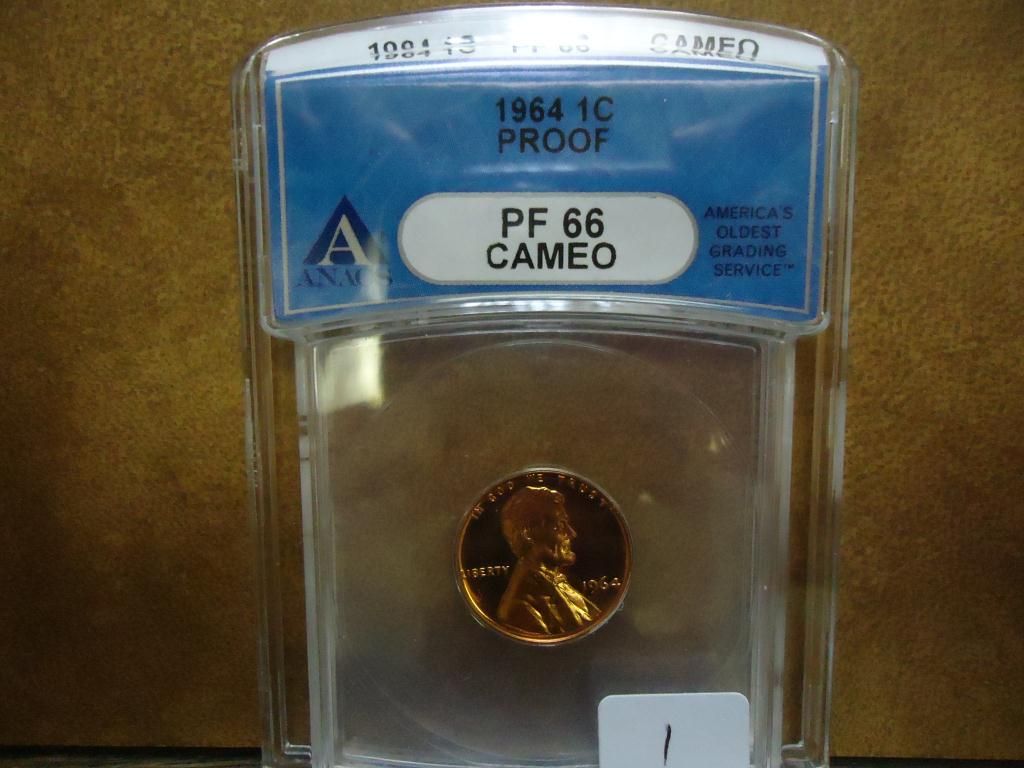 1964 1C PF 66 CAMEO
1964 1C
PROOF
PF 66
CAMEO
ANACS
AMERICA'S
OLDEST
GRADING
SERVICE™
IN GOD WE TRUST
LIBERTY
1964
1